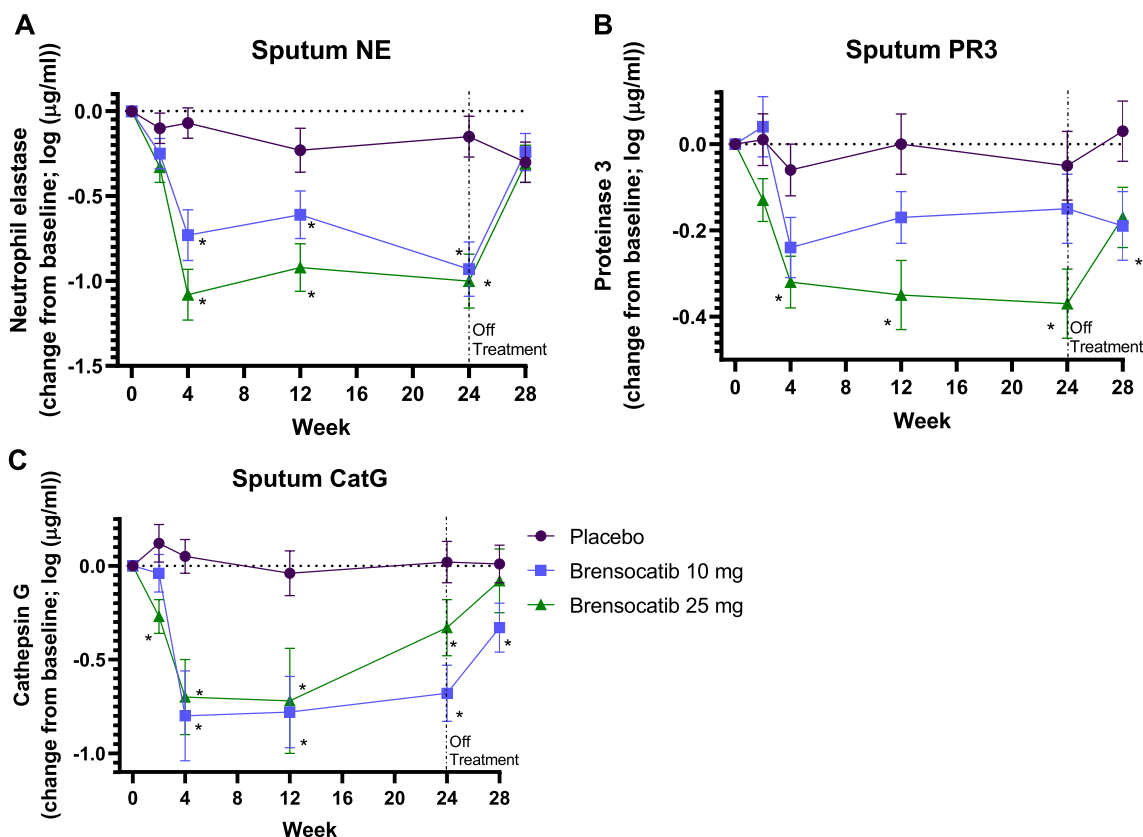 A
Sputum NE
Neutrophil elastase
(change from baseline; log (µg/ml))
0.0
-0.5
-1.0
-1.5
*
*
*
*
*
*
Off
Treatment
0
4
8
12
16
20
24
28
Week
B
Sputum PR3
Proteinase 3
(change from baseline; log (µg/ml))
0.0
-0.2
-0.4
*
*
*
*
Off
Treatment
0
4
8
12
16
20
24
28
Week
C
Sputum CatG
Cathepsin G
(change from baseline; log (µg/ml))
0.0
-0.5
-1.0
*
*
*
*
*
*
*
*
Off
Treatment
0
4
8
12
16
20
24
28
Week
Placebo
Brensocatib 10 mg
Brensocatib 25 mg